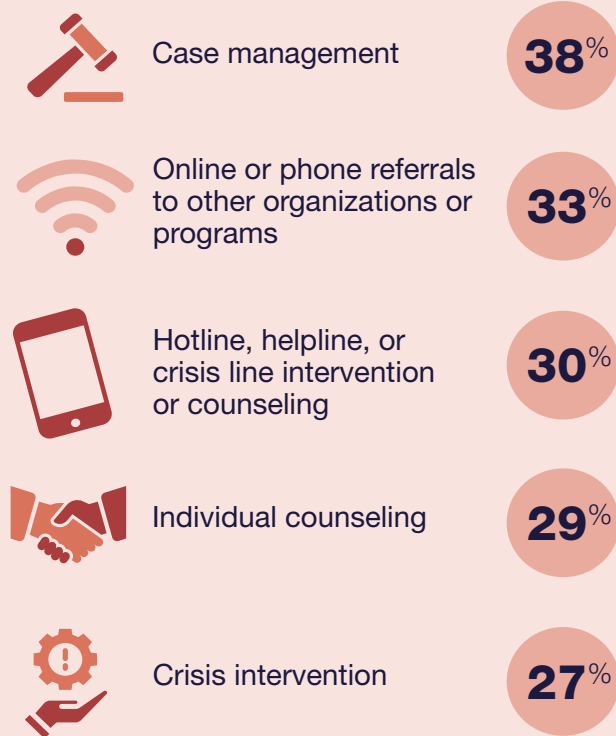 Case management
38%
Online or phone referrals
to other organizations or
programs
33%
Hotline, helpline, or
crisis line intervention
or counseling
30%
Individual counseling
29%
Crisis intervention
27%